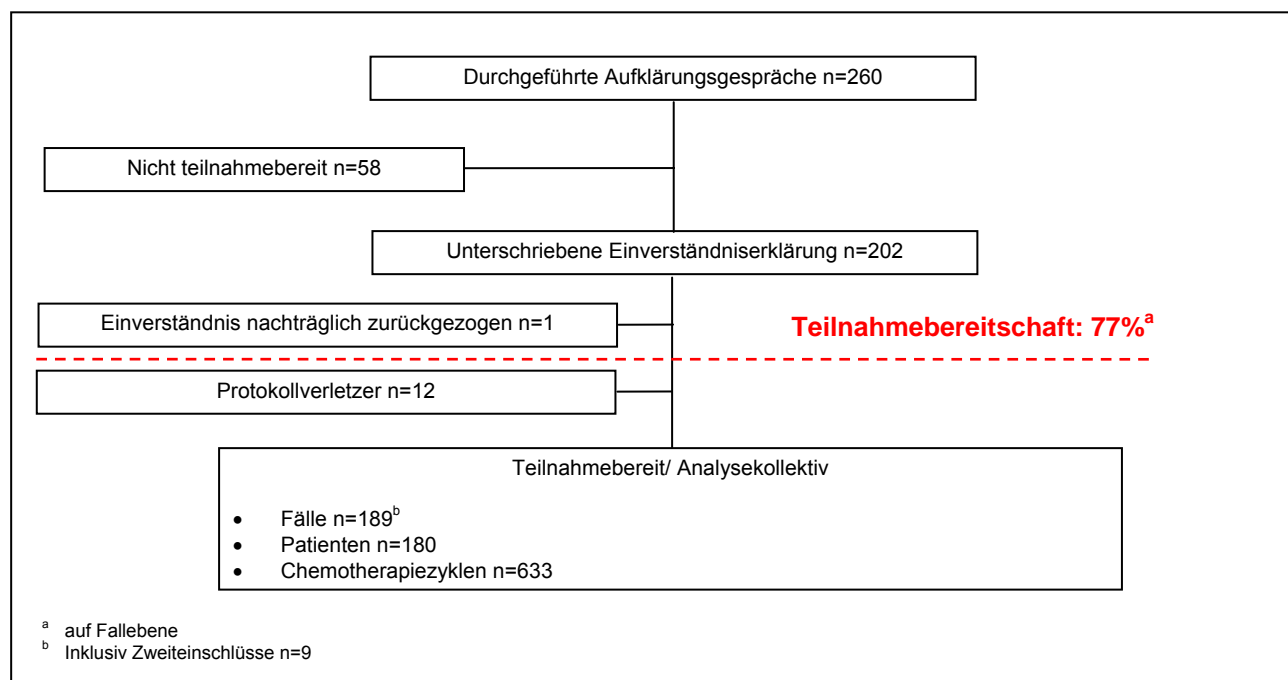 Durchgeführte Aufklärungsgespräche n=260
Nicht teilnahmebereit n=58
Unterschriebene Einverständniserklärung n=202
Einverständnis nachträglich zurückgezogen n=1
Teilnahmebereitschaft: 77%a
Protokollverletzer n=12
Teilnahmebereit/ Analysekollektiv
• Fälle n=189b
• Patienten n=180
• Chemotherapiezyklen n=633
a auf Fallebene
b Inklusiv Zweiteinschlüsse n=9